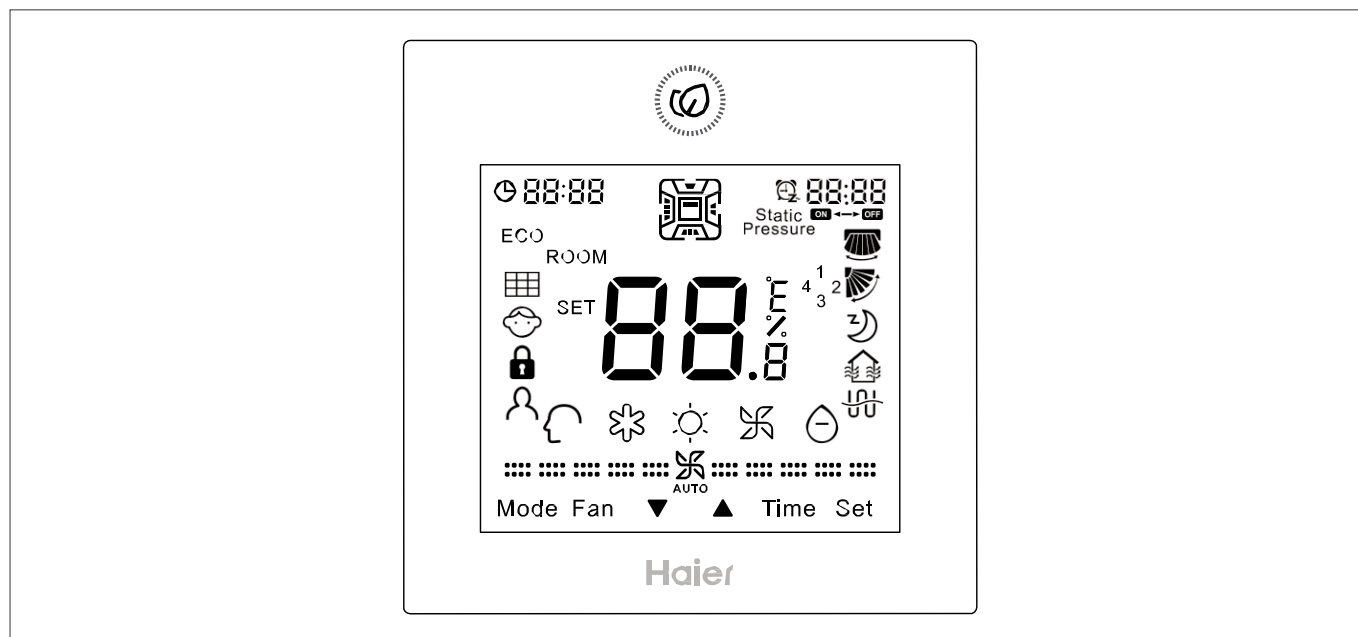 88:88 88:88
Static ON OFF
Pressure
ECO
ROOM
SET 88.8 °E %
1
4 2
3
z
AUTO
Mode Fan ▼ ▲ Time Set
Haier